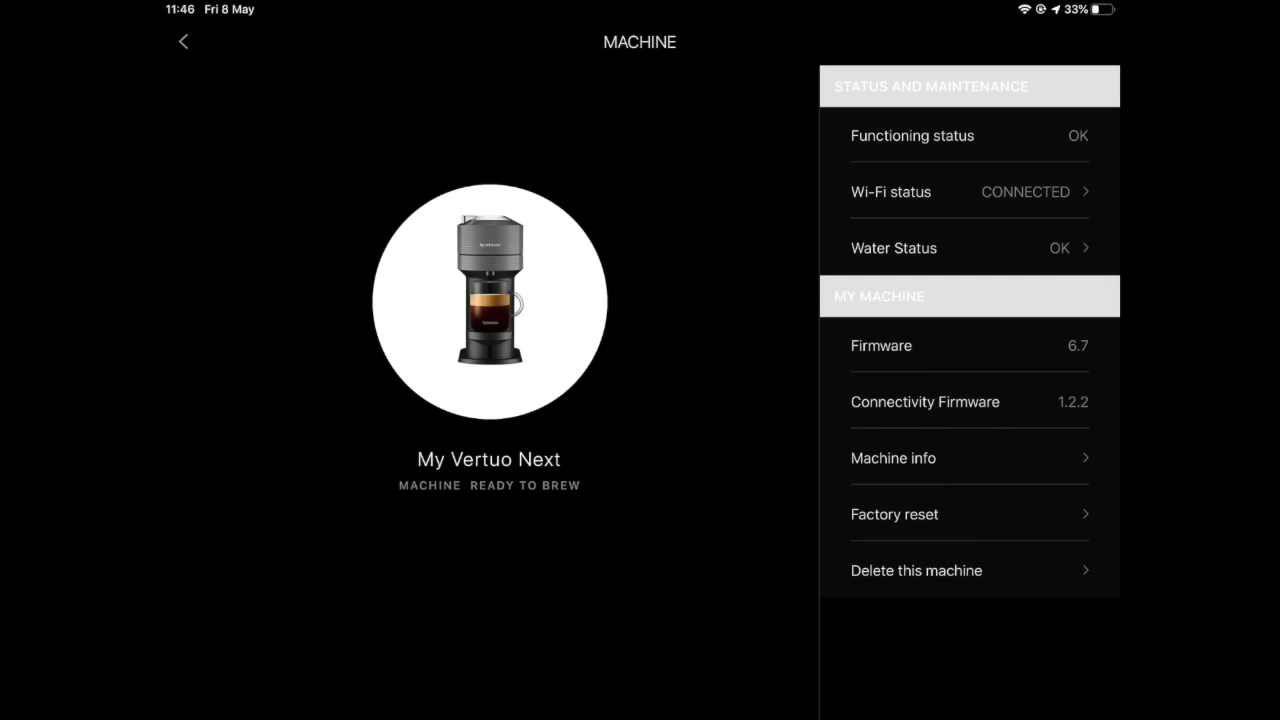 11:46 Fri 8 May
33%
MACHINE
My Vertuo Next
MACHINE READY TO BREW
STATUS AND MAINTENANCE
Functioning status OK
Wi-Fi status CONNECTED
Water Status OK
MY MACHINE
Firmware 6.7
Connectivity Firmware 1.2.2
Machine info
Factory reset
Delete this machine